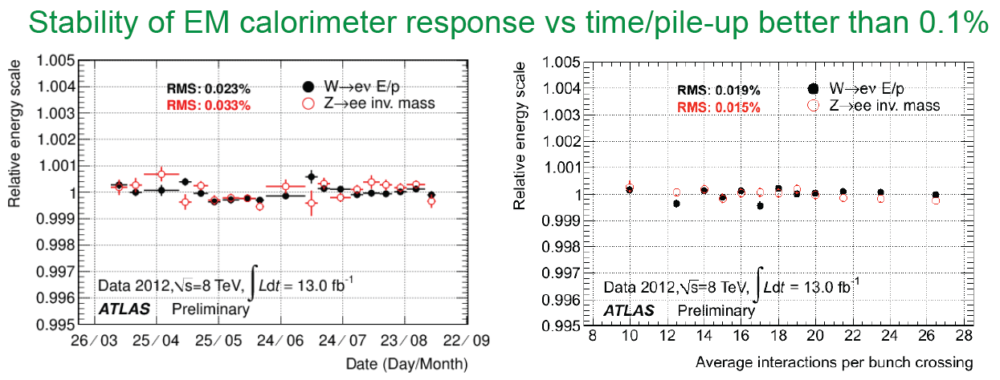 Stability of EM calorimeter response vs time/pile-up better than 0.1%
Relative energy scale
1.005
1.004
1.003
1.002
1.001
1
0.999
0.998
0.997
0.996
0.995
RMS: 0.023%
RMS: 0.033%
W→eν E/p
Z→ee inv. mass
Data 2012,√s=8 TeV, ∫Ldt = 13.0 fb⁻¹
ATLAS Preliminary
26/03 25/04 25/05 24/06 24/07 23/08 22/09
Date (Day/Month)
Relative energy scale
1.005
1.004
1.003
1.002
1.001
1
0.999
0.998
0.997
0.996
0.995
RMS: 0.019%
RMS: 0.015%
W→eν E/p
Z→ee inv. mass
Data 2012,√s=8 TeV, ∫Ldt = 13.0 fb⁻¹
ATLAS Preliminary
8 10 12 14 16 18 20 22 24 26 28
Average interactions per bunch crossing